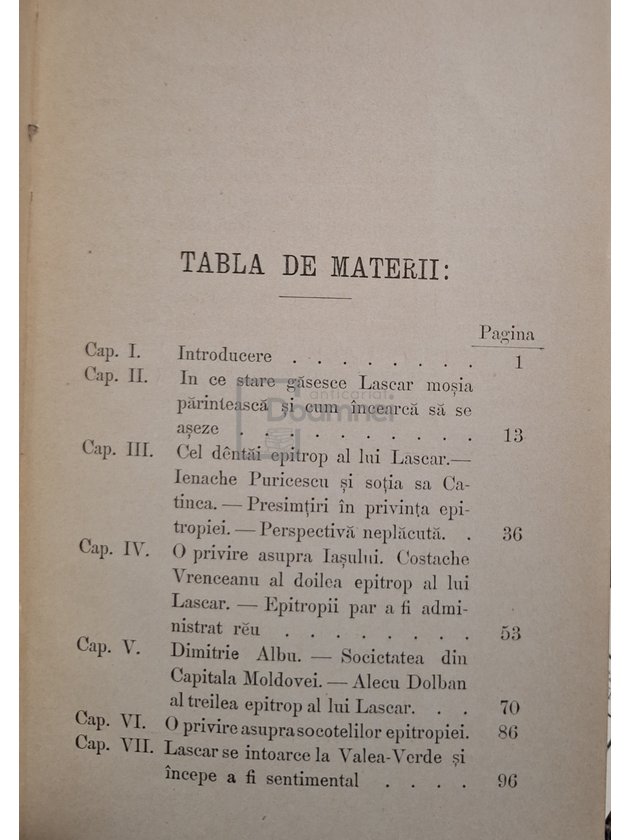 TABLA DE MATERII:
Pagina
Cap. I. Introducere . . . . . . . 1
Cap. II. In ce stare găsesce Lascar moșia
părintească și cum încearcă să se
așeze . . . . . . . . . . 13
Cap. III. Cel dêntâi epitrop al lui Lascar.—
Ienache Puricescu și soția sa Ca-
tinca. — Presimțiri în privința epi-
tropiei. — Perspectivă neplăcută. . 36
Cap. IV. O privire asupra Iașului. Costache
Vrenceanu al doilea epitrop al lui
Lascar. — Epitropii par a fi admi-
nistrat rĕu . . . . . . . . 53
Cap. V. Dimitrie Albu. — Societatea din
Capitala Moldovei. — Alecu Dolban
al treilea epitrop al lui Lascar. . . 70
Cap. VI. O privire asupra socotelilor epitropiei. 86
Cap. VII. Lascar se intoarce la Valea-Verde și
începe a fi sentimental . . . . 96
anticariat
Doamnei